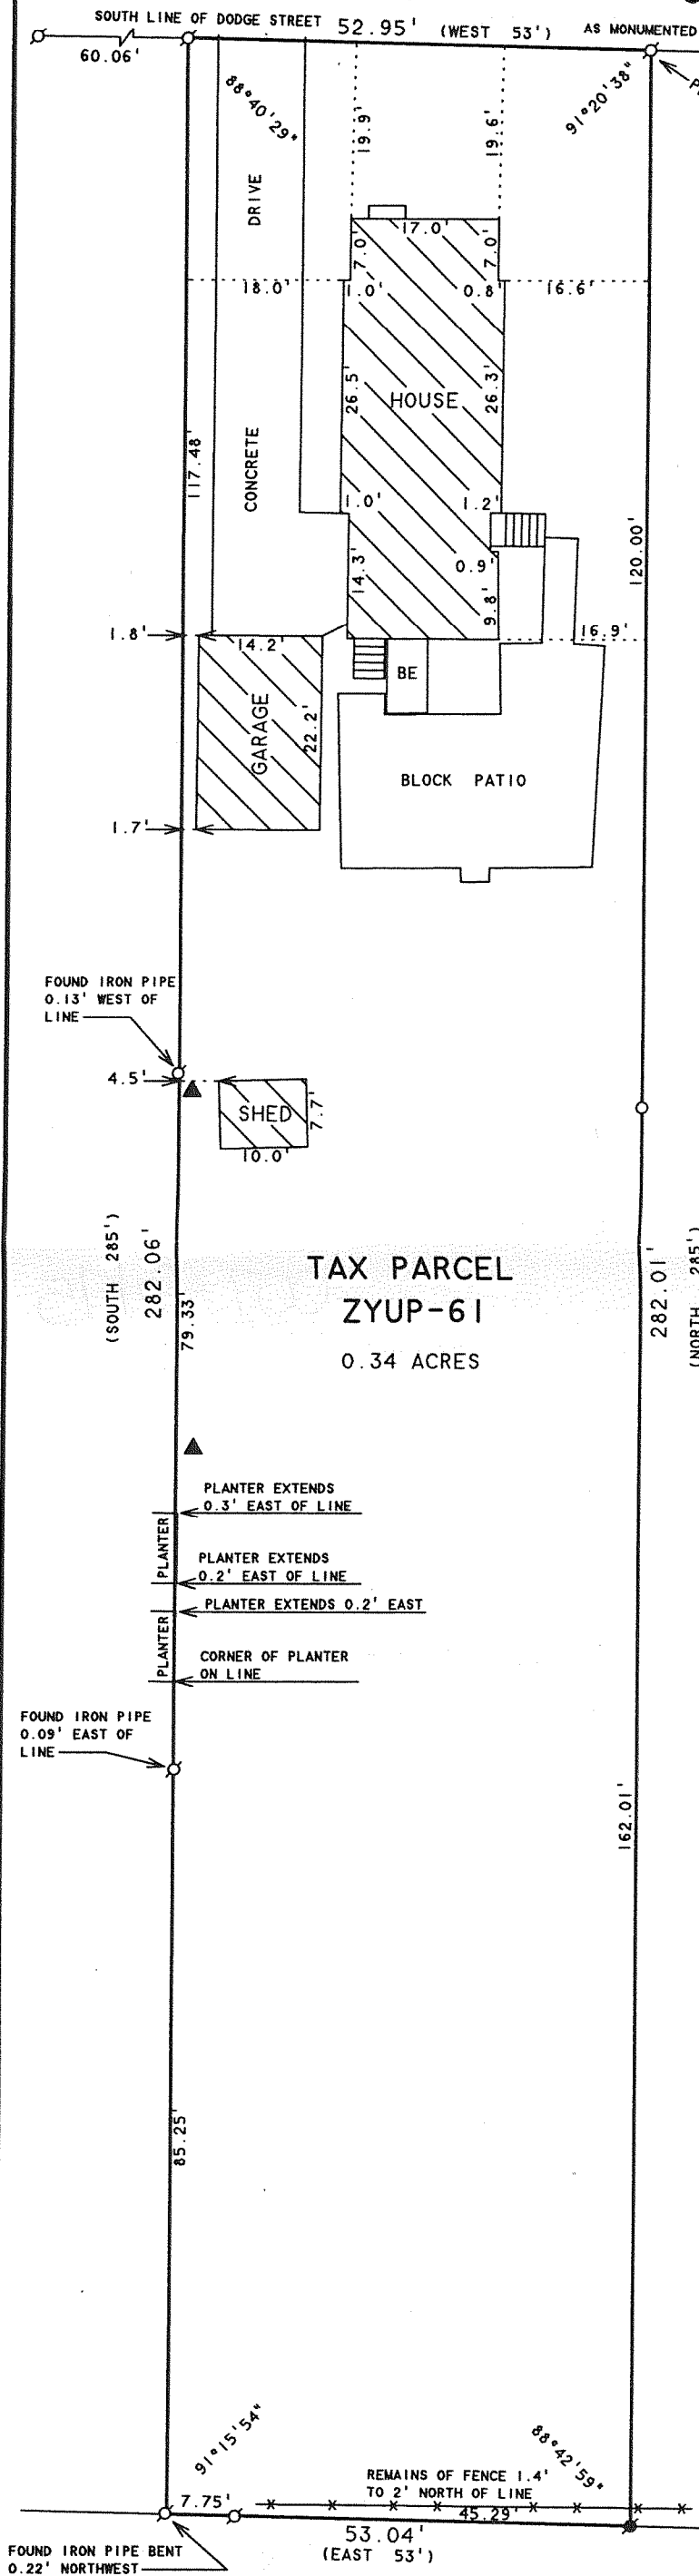 SOUTH LINE OF DODGE STREET 52.95' (WEST 53') AS MONUMENTED
60.06'
88°40'29"
91°20'38"
19.9'
19.6'
DRIVE
17.0'
7.0'
7.0'
18.0'
1.0'
0.8'
16.6'
26.5'
HOUSE
26.3'
117.48'
CONCRETE
1.0'
1.2'
120.00'
14.3'
0.9'
9.8'
1.8'
14.2'
16.9'
BE
GARAGE
22.2'
BLOCK PATIO
1.7'
FOUND IRON PIPE
0.13' WEST OF
LINE
4.5'
SHED
7.7'
10.0'
(SOUTH 285')
282.06'
79.33'
TAX PARCEL
ZYUP-61
0.34 ACRES
282.01'
(NORTH 285')
PLANTER EXTENDS
0.3' EAST OF LINE
PLANTER
PLANTER EXTENDS
0.2' EAST OF LINE
PLANTER EXTENDS 0.2' EAST
PLANTER
CORNER OF PLANTER
ON LINE
FOUND IRON PIPE
0.09' EAST OF
LINE
162.01'
85.25'
91°15'54"
88°42'59"
REMAINS OF FENCE 1.4'
TO 2' NORTH OF LINE
7.75'
45.29'
53.04'
(EAST 53')
FOUND IRON PIPE BENT
0.22' NORTHWEST